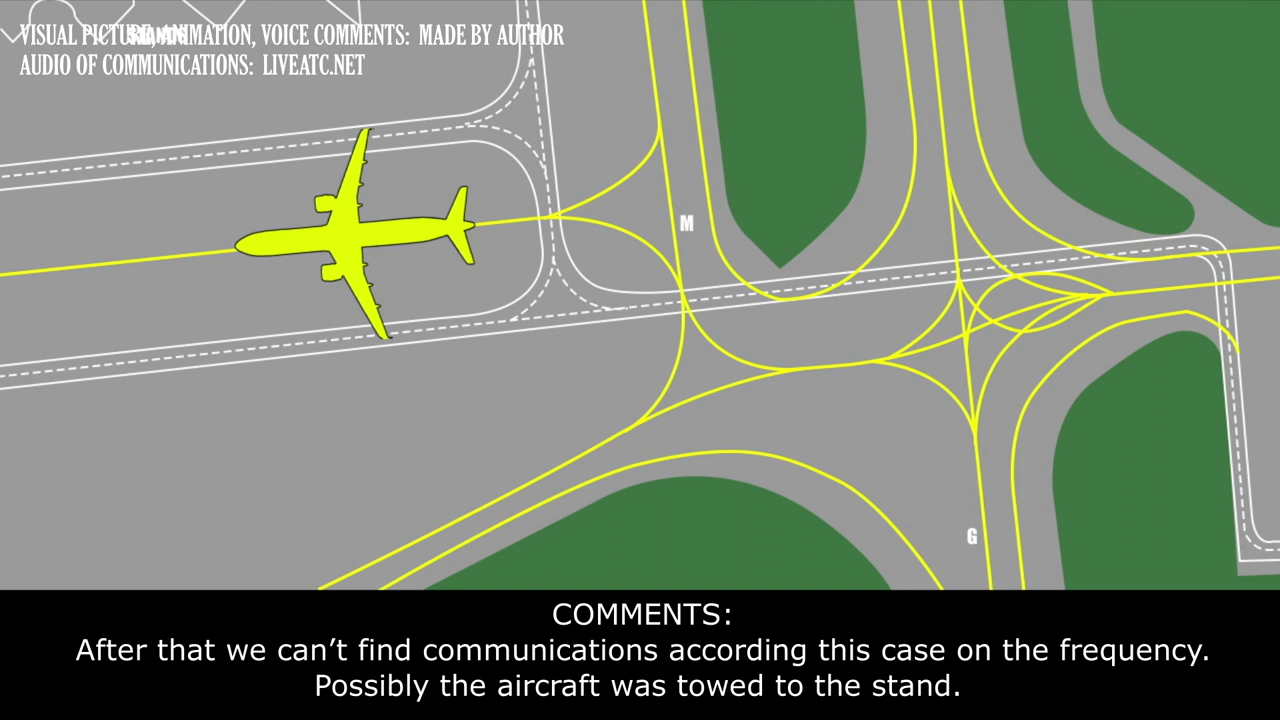 VISUAL PICTURE, ANIMATION, VOICE COMMENTS: MADE BY AUTHOR
AUDIO OF COMMUNICATIONS: LIVEATC.NET
M
G
COMMENTS:
After that we can’t find communications according this case on the frequency.
Possibly the aircraft was towed to the stand.